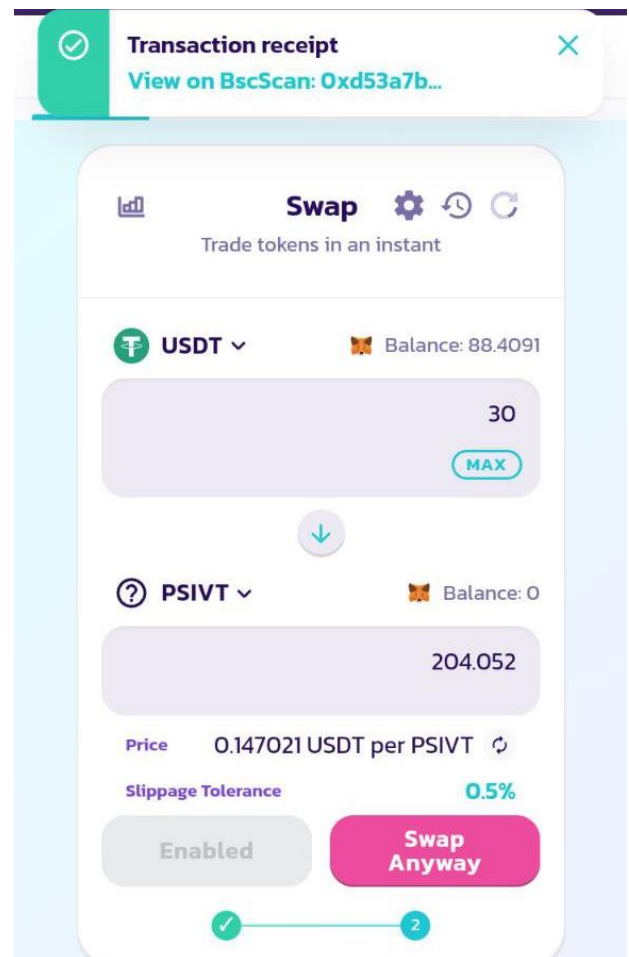 Transaction receipt
View on BscScan: 0xd53a7b...
Swap
Trade tokens in an instant
USDT
Balance: 88.4091
30
MAX
PSIVT
Balance: 0
204.052
Price 0.147021 USDT per PSIVT
Slippage Tolerance 0.5%
Enabled
Swap
Anyway
2